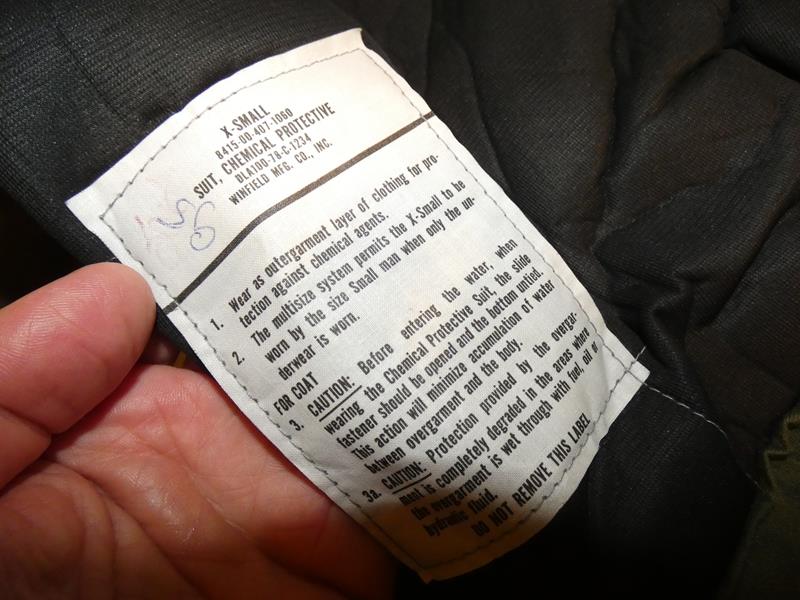 X-SMALL
8415-00-407-1060
SUIT, CHEMICAL PROTECTIVE
DLA100-78-C-1234
WINFIELD MFG. CO., INC.
56
1. Wear as outergarment layer of clothing for pro-
tection against chemical agents.
2. The multisize system permits the X-Small to be
worn by the size Small man when only the un-
derwear is worn.
FOR COAT
3. CAUTION: Before entering the water, when
wearing the Chemical Protective Suit, the slide
fastener should be opened and the bottom untied.
This action will minimize accumulation of water
between overgarment and the body.
3a. CAUTION: Protection provided by the overgar-
ment is completely degraded in the areas where
the overgarment is wet through with fuel, oil or
hydraulic fluid.
DO NOT REMOVE THIS LABEL